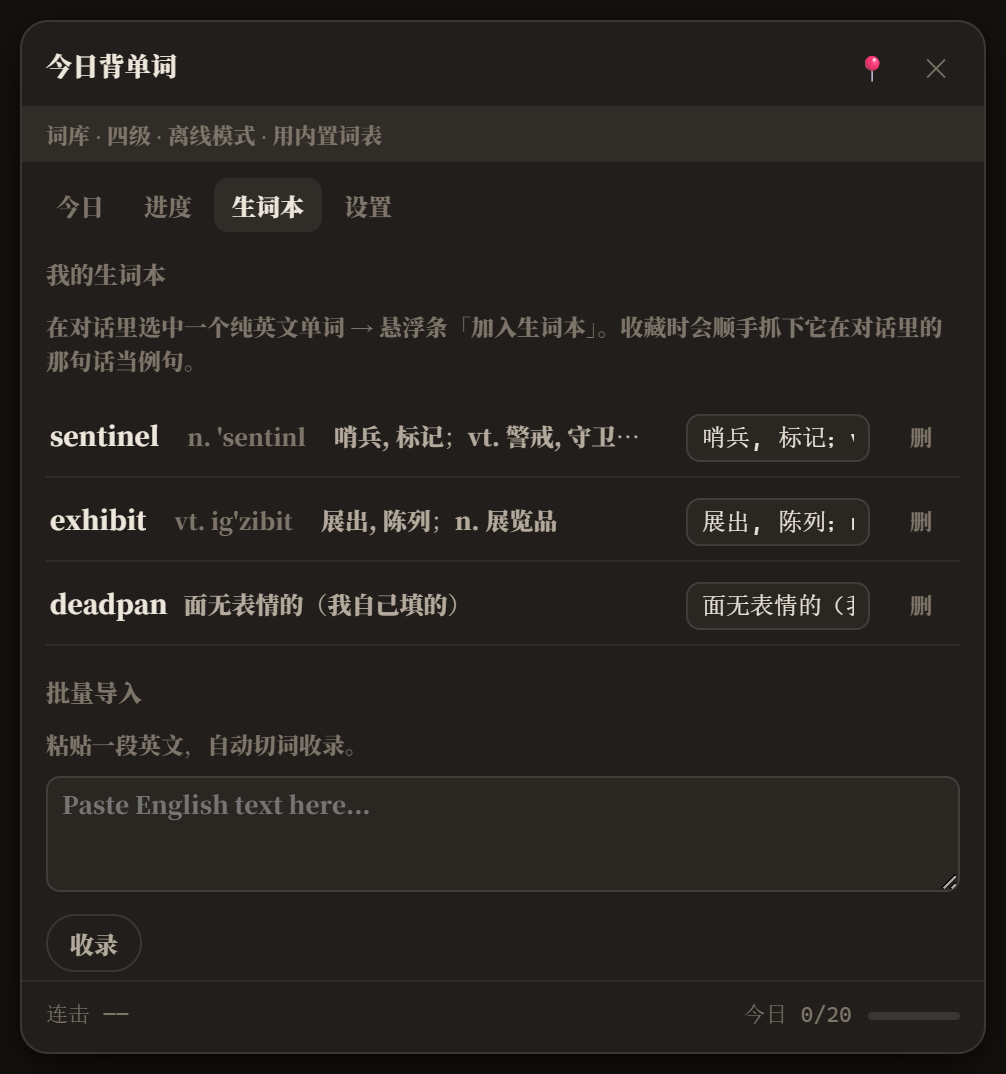 今日背单词
词库 · 四级 · 离线模式 · 用内置词表
今日 进度 生词本 设置
我的生词本
在对话里选中一个纯英文单词 → 悬浮条「加入生词本」。收藏时会顺手抓下它在对话里的
那句话当例句。
sentinel n. 'sentinl 哨兵, 标记；vt. 警戒, 守卫… 哨兵, 标记; 删
exhibit vt. ig'zibit 展出, 陈列；n. 展览品 展出, 陈列; 删
deadpan 面无表情的（我自己填的） 面无表情的（ 删
批量导入
粘贴一段英文，自动切词收录。
Paste English text here...
收录
连击 — 今日 0/20